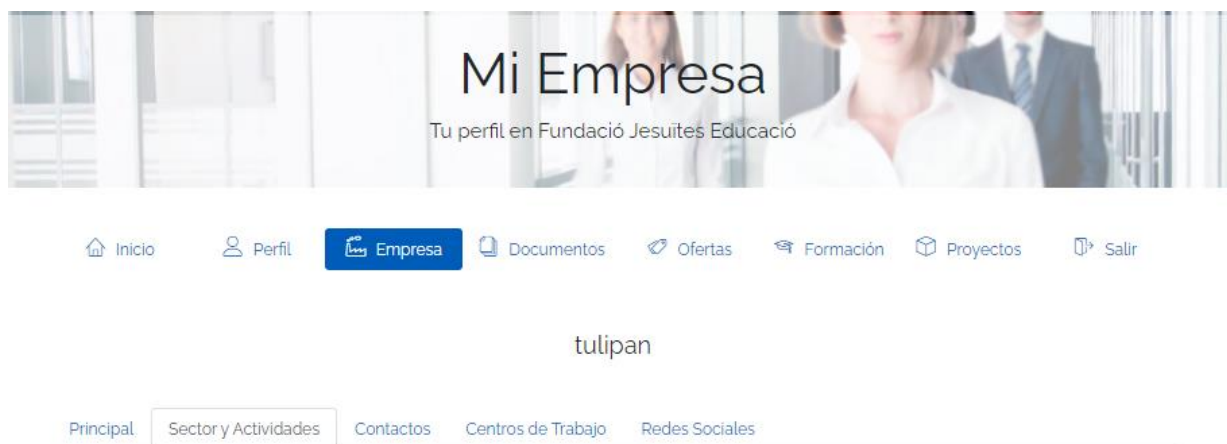 Mi Empresa
Tu perfil en Fundació Jesuïtes Educació
Inicio Perfil Empresa Documentos Ofertas Formación Proyectos Salir
tulipan
Principal Sector y Actividades Contactos Centros de Trabajo Redes Sociales